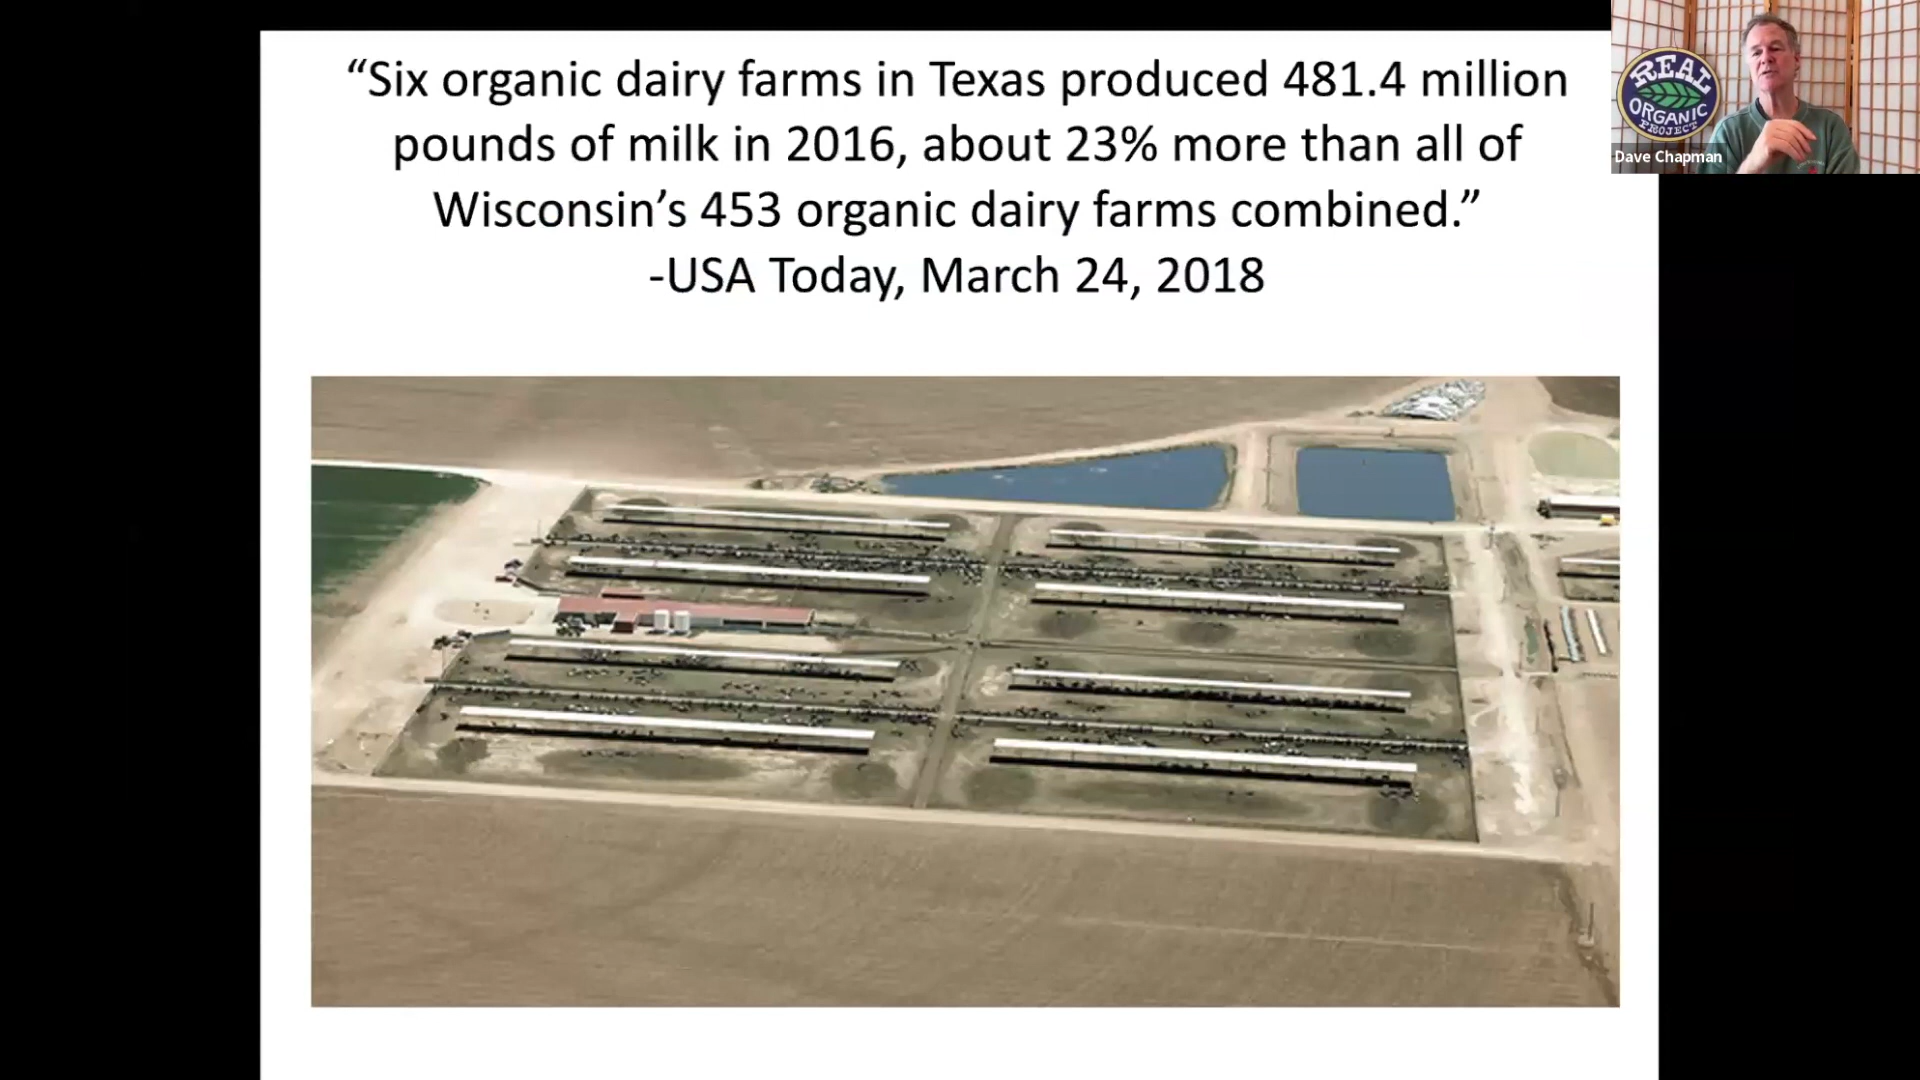 “Six organic dairy farms in Texas produced 481.4 million
pounds of milk in 2016, about 23% more than all of
Wisconsin’s 453 organic dairy farms combined.”
-USA Today, March 24, 2018
REAL
ORGANIC
PROJECT
Dave Chapman